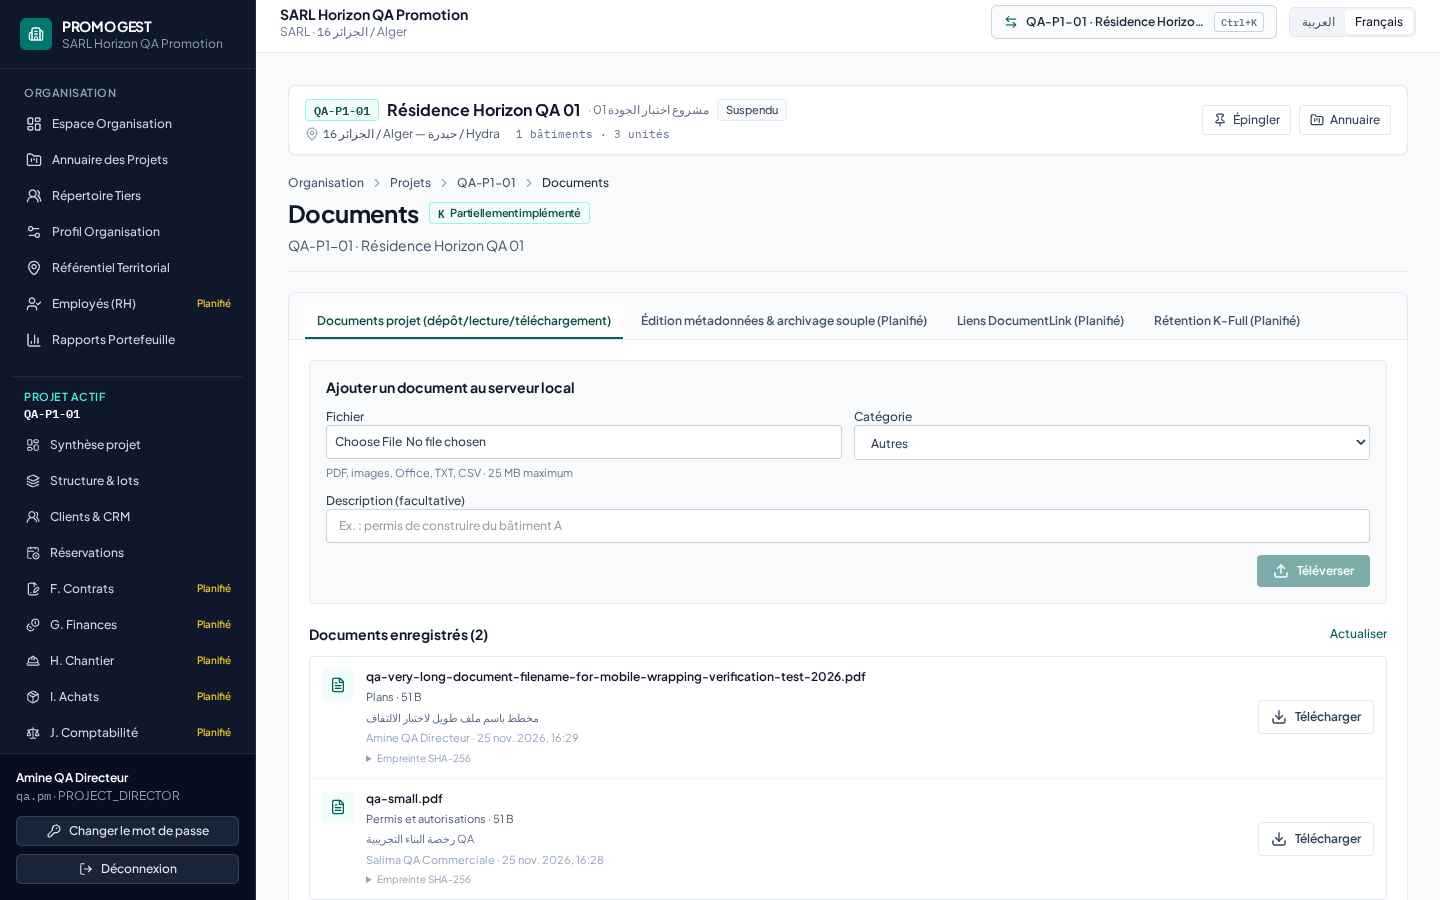 PROMOGEST
SARL Horizon QA Promotion
ORGANISATION
Espace Organisation
Annuaire des Projets
Répertoire Tiers
Profil Organisation
Référentiel Territorial
Employés (RH) Planifié
Rapports Portefeuille
PROJET ACTIF
QA-P1-01
Synthèse projet
Structure & lots
Clients & CRM
Réservations
F. Contrats Planifié
G. Finances Planifié
H. Chantier Planifié
I. Achats Planifié
J. Comptabilité Planifié
Amine QA Directeur
qa.pm · PROJECT_DIRECTOR
Changer le mot de passe
Déconnexion
SARL Horizon QA Promotion
SARL · 16 الجزائر / Alger
QA-P1-01 · Résidence Horizo... Ctrl+K
العربية Français
QA-P1-01 Résidence Horizon QA 01 · مشروع اختبار الجودة 01 Suspendu
16 الجزائر / Alger — حيدرة / Hydra 1 bâtiments · 3 unités
Épingler Annuaire
Organisation > Projets > QA-P1-01 > Documents
Documents K Partiellement implémenté
QA-P1-01 · Résidence Horizon QA 01
Documents projet (dépôt/lecture/téléchargement) Édition métadonnées & archivage souple (Planifié) Liens DocumentLink (Planifié) Rétention K-Full (Planifié)
Ajouter un document au serveur local
Fichier Catégorie
Choose File No file chosen Autres
PDF, images, Office, TXT, CSV · 25 MB maximum
Description (facultative)
Ex. : permis de construire du bâtiment A
Téléverser
Documents enregistrés (2) Actualiser
qa-very-long-document-filename-for-mobile-wrapping-verification-test-2026.pdf
Plans · 51 B
مخطط باسم ملف طويل لاختبار الالتفاف
Amine QA Directeur · 25 nov. 2026, 16:29
Empreinte SHA-256
Télécharger
qa-small.pdf
Permis et autorisations · 51 B
رخصة البناء التجريبية QA
Salima QA Commerciale · 25 nov. 2026, 16:28
Empreinte SHA-256
Télécharger